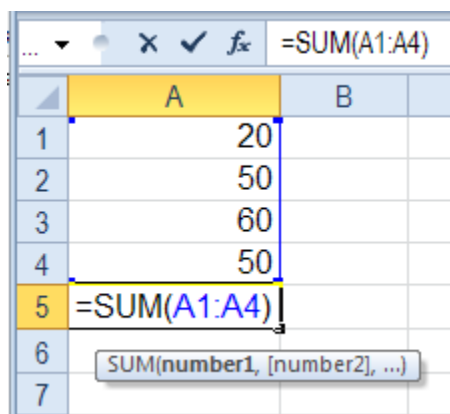 ... fx =SUM(A1:A4)
A B
1 20
2 50
3 60
4 50
5 =SUM(A1:A4)
6 SUM(number1, [number2], ...)
7